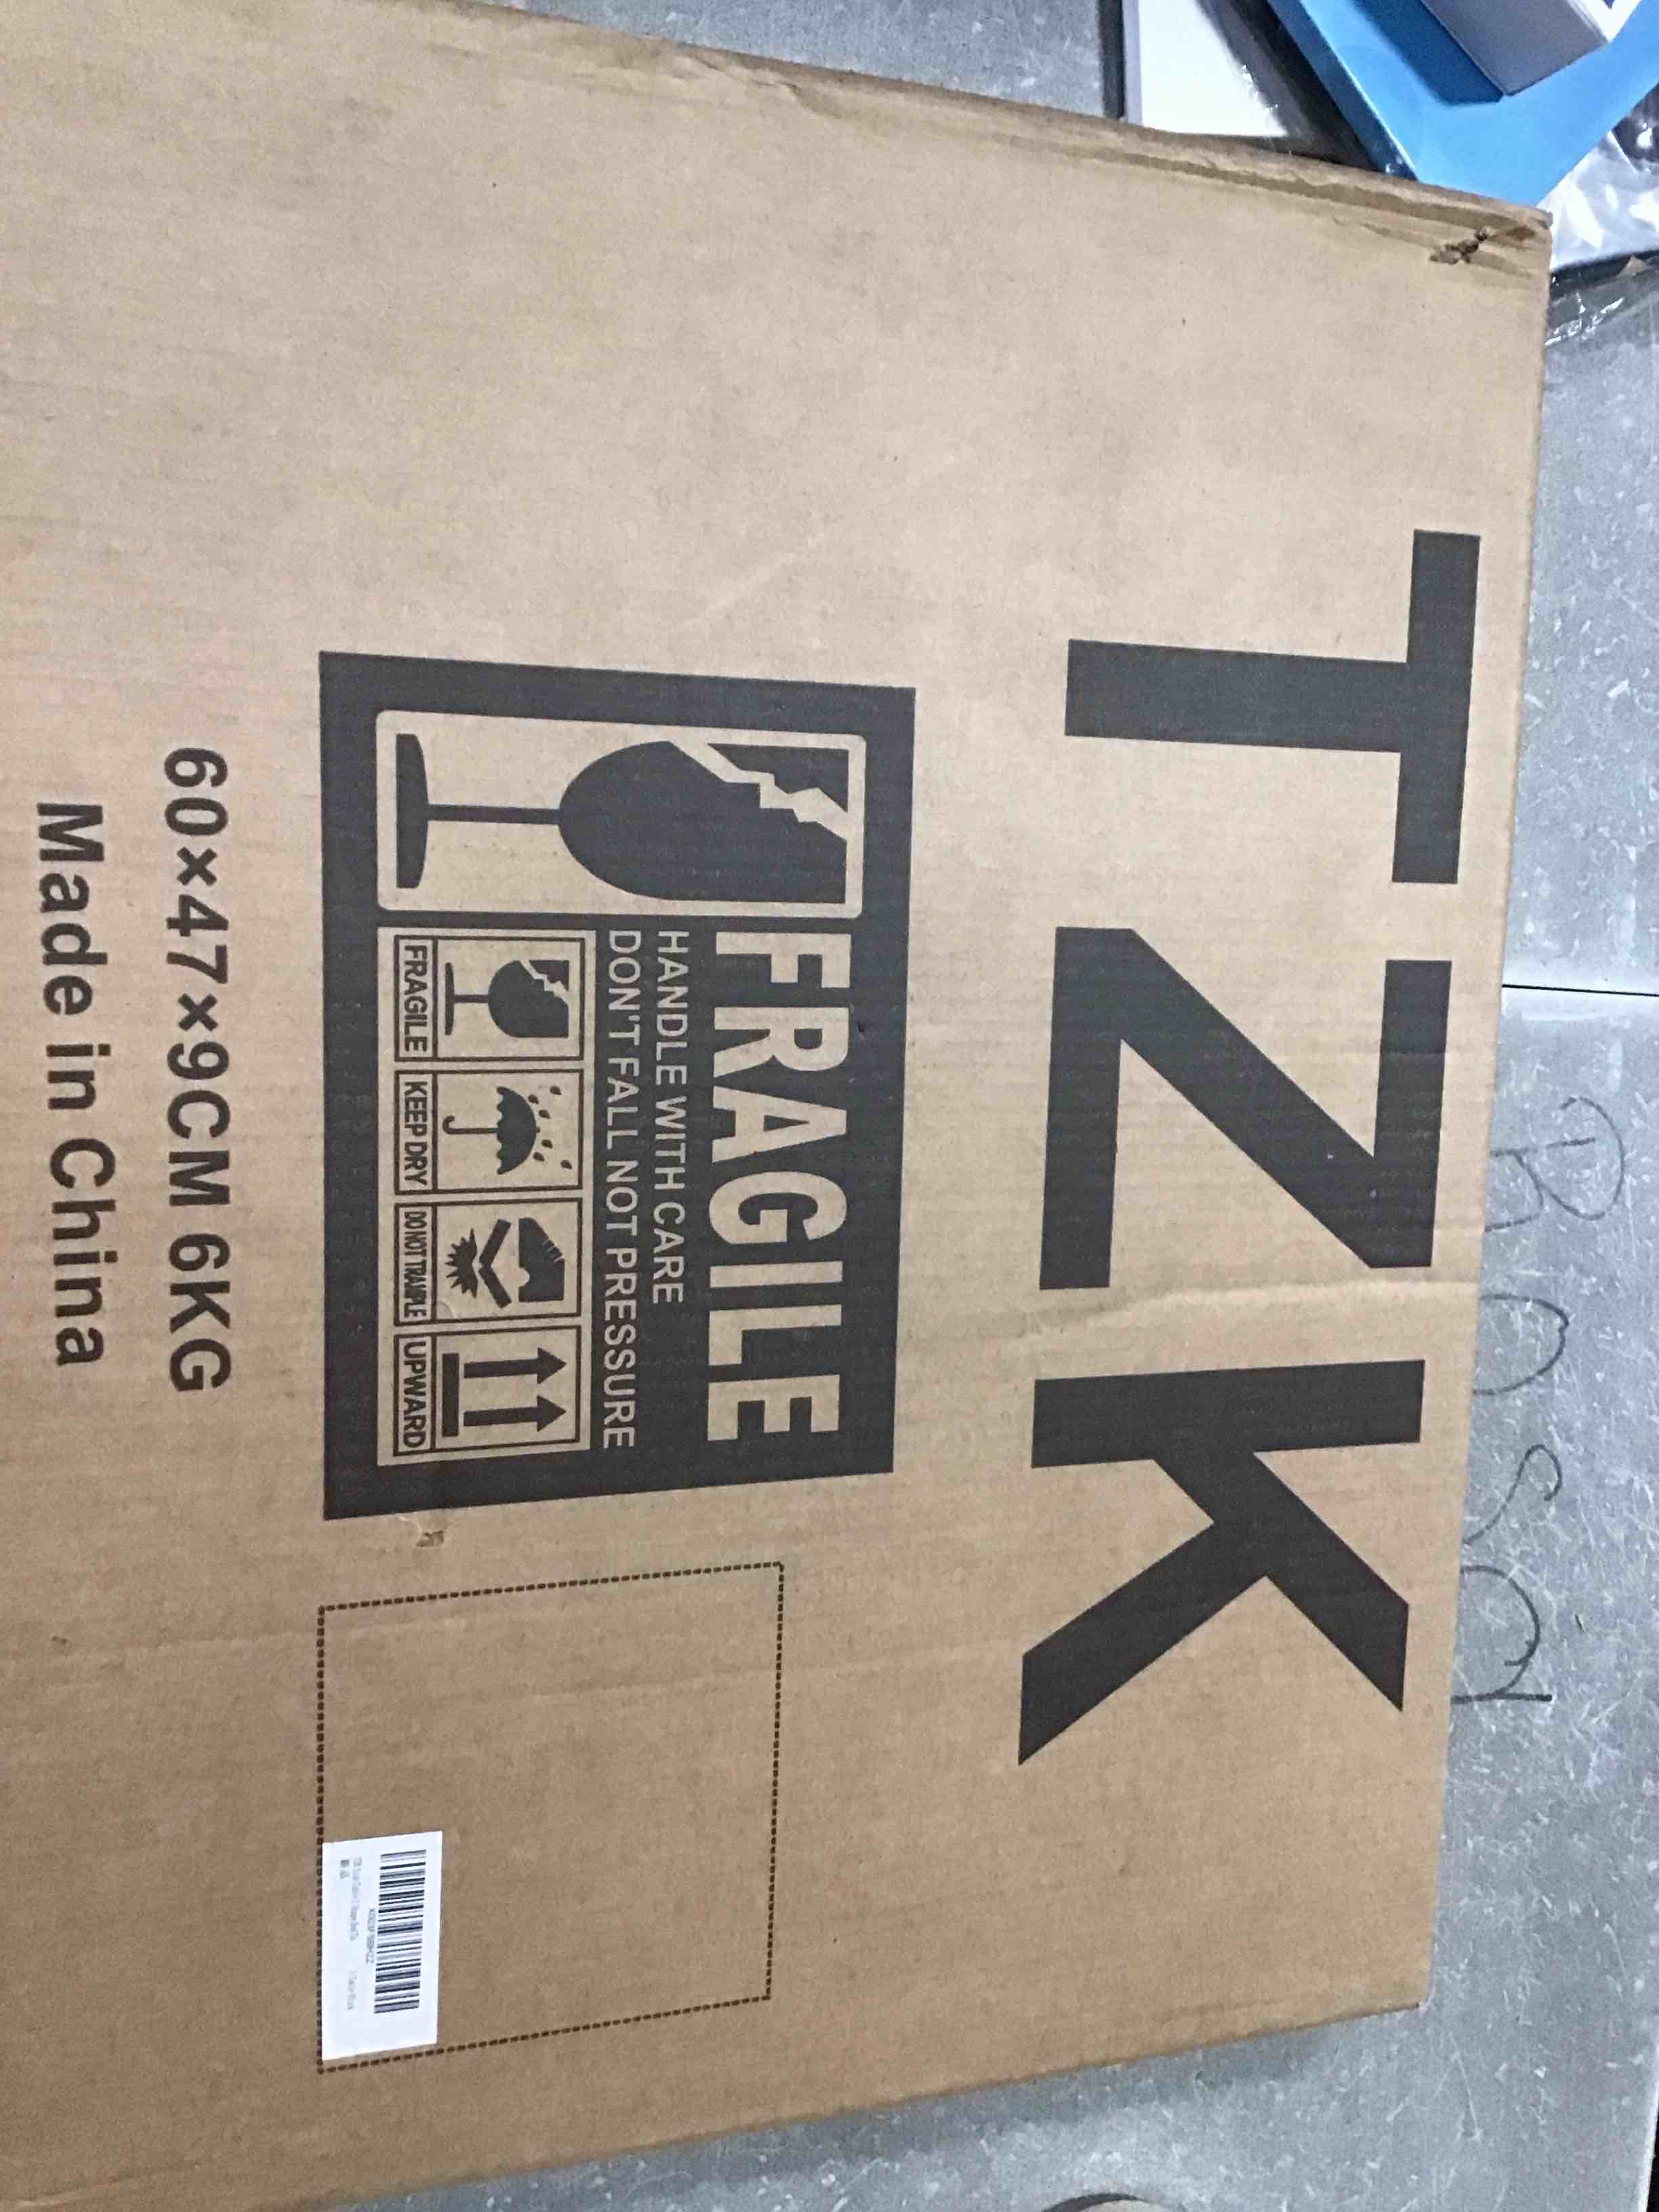 TZK
FRAGILE
HANDLE WITH CARE
DON'T FALL NOT PRESSURE
FRAGILE
KEEP DRY
DO NOT TRAMPLE
UPWARD
60×47×9CM 6KG
Made in China